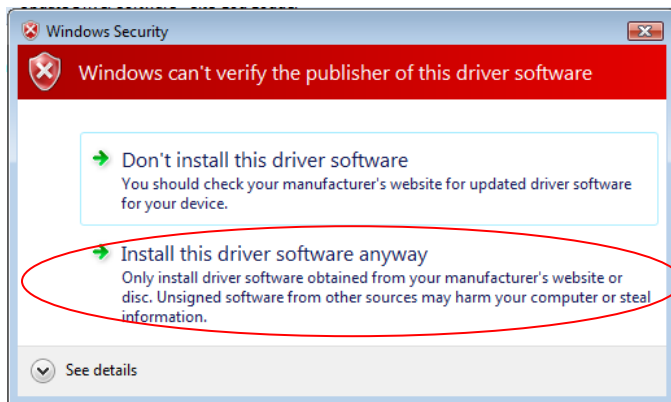 Windows Security
Windows can't verify the publisher of this driver software
Don't install this driver software
You should check your manufacturer's website for updated driver software
for your device.
Install this driver software anyway
Only install driver software obtained from your manufacturer's website or
disc. Unsigned software from other sources may harm your computer or steal
information.
See details